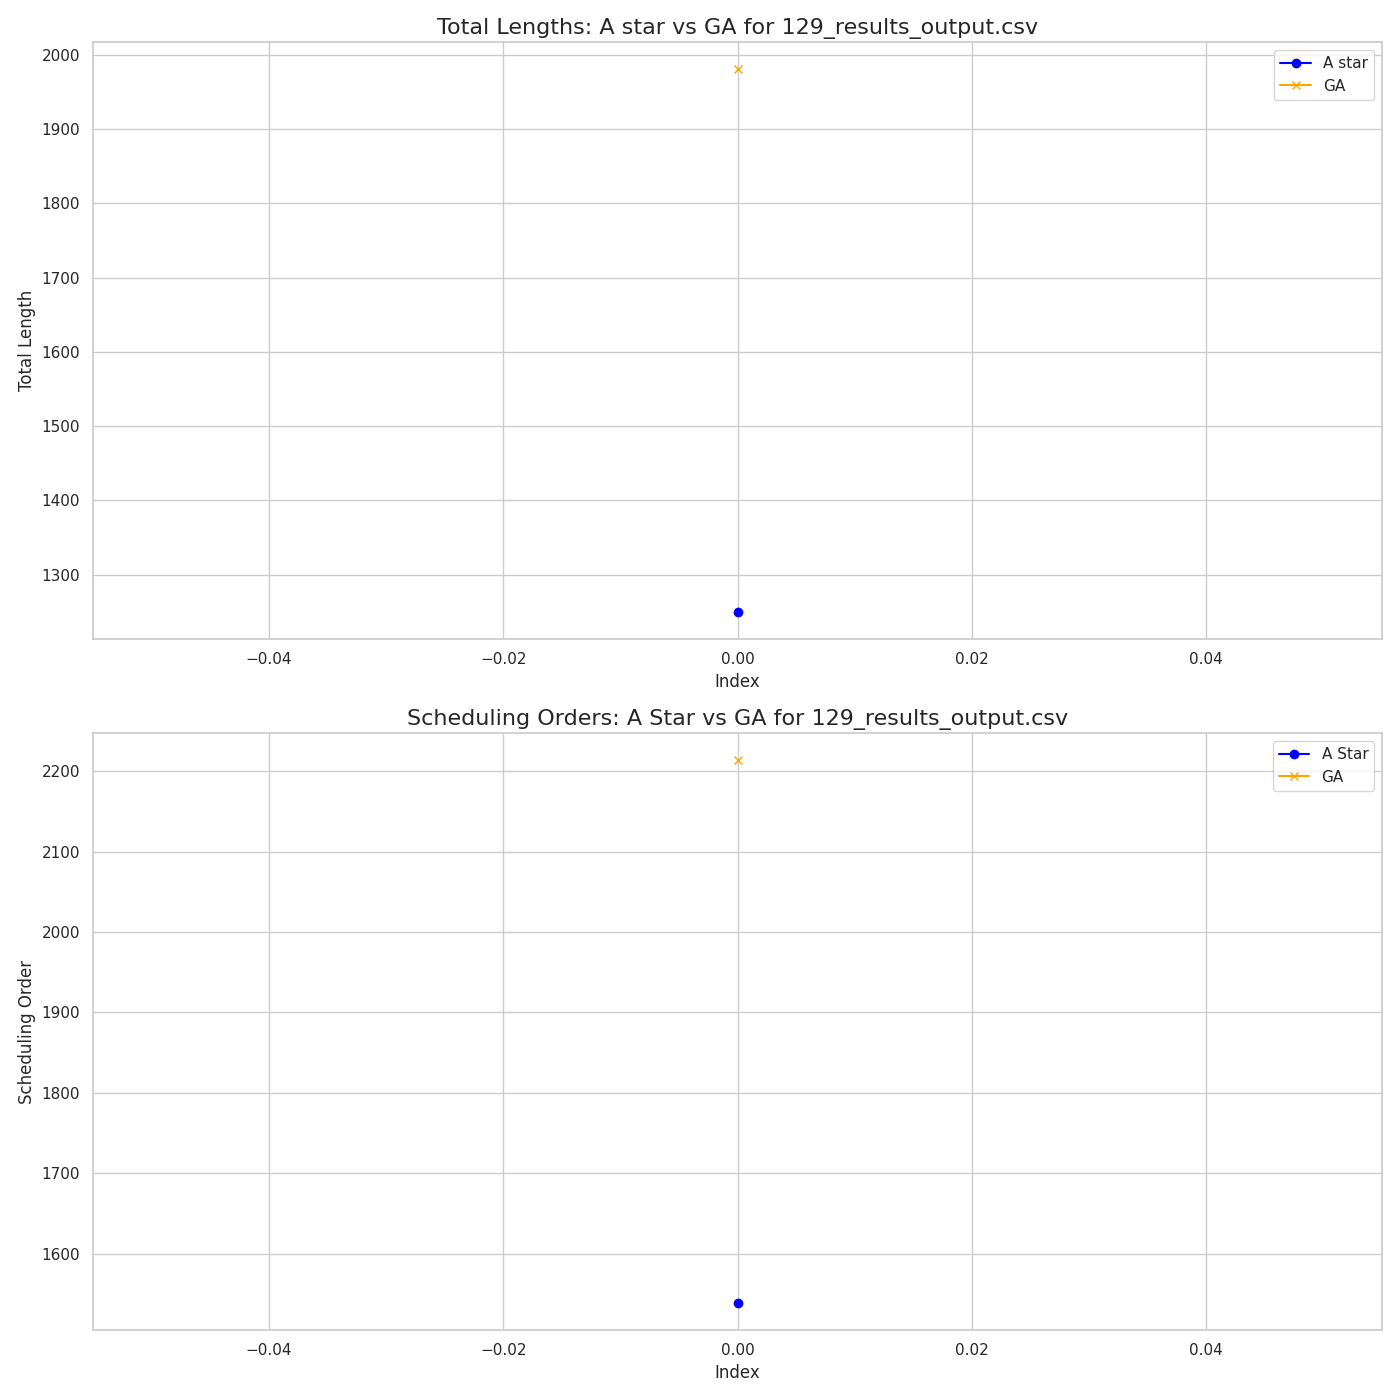 Total Lengths: A star vs GA for 129_results_output.csv
2000
1900
1800
1700
1600
1500
1400
1300
Total Length
A star
GA
−0.04
−0.02
0.00
0.02
0.04
Index
Scheduling Orders: A Star vs GA for 129_results_output.csv
2200
2100
2000
1900
1800
1700
1600
Scheduling Order
A Star
GA
−0.04
−0.02
0.00
0.02
0.04
Index